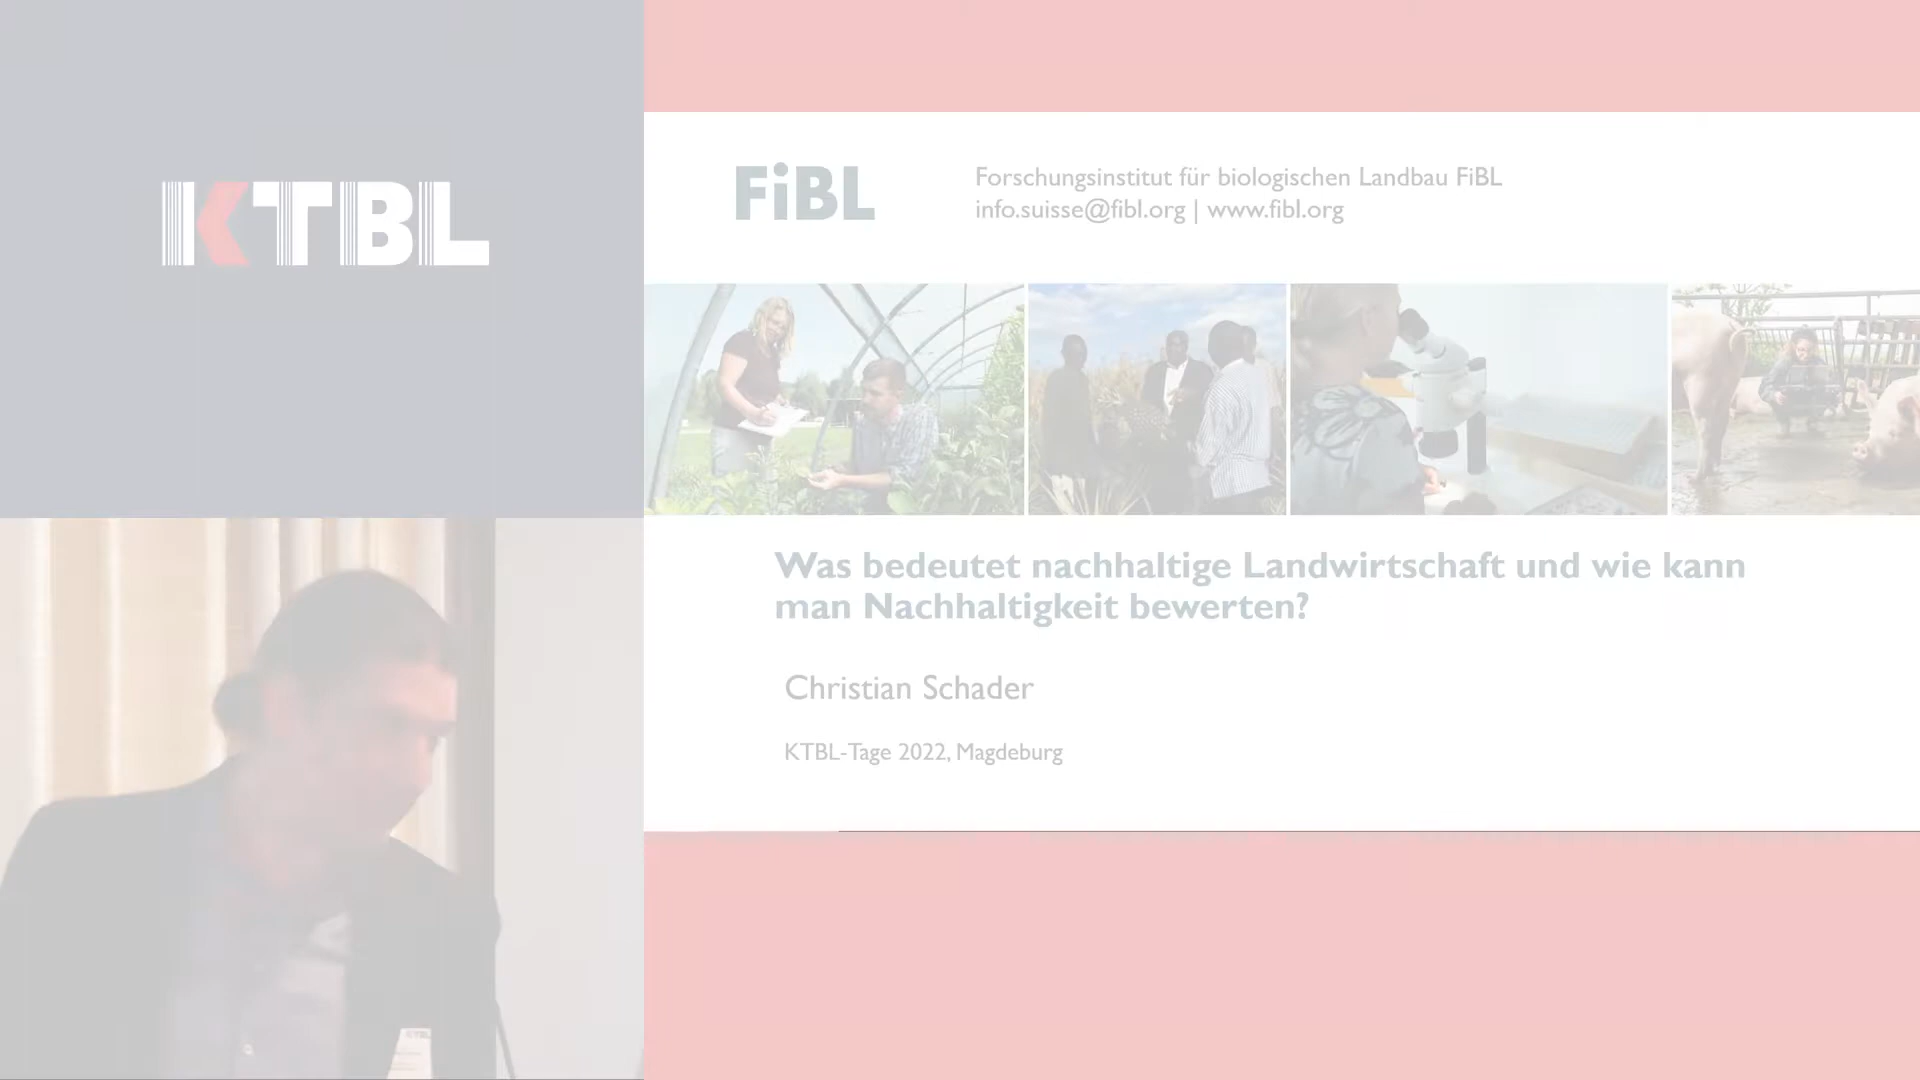 KTBL
FiBL
Forschungsinstitut für biologischen Landbau FiBL
info.suisse@fibl.org | www.fibl.org
Was bedeutet nachhaltige Landwirtschaft und wie kann
man Nachhaltigkeit bewerten?
Christian Schader
KTBL-Tage 2022, Magdeburg